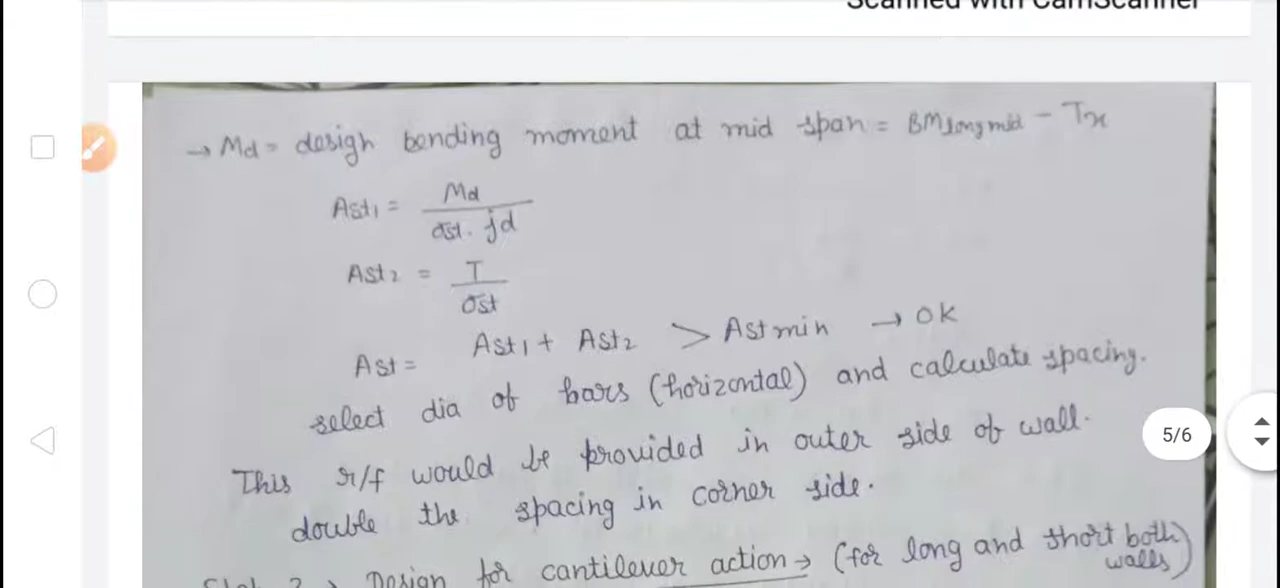 Scanned with CamScanner
→ Md = desigh bending moment at mid span = BMlong mid - Tx
Ast1 = Md / σst. jd
Ast2 = T / σst
Ast = Ast1 + Ast2 > Ast min → OK
select dia of bars (horizontal) and calculate spacing.
This r/f would be provided in outer side of wall.
double the spacing in corner side.
5/6
Design for cantilever action → (for long and short both walls)